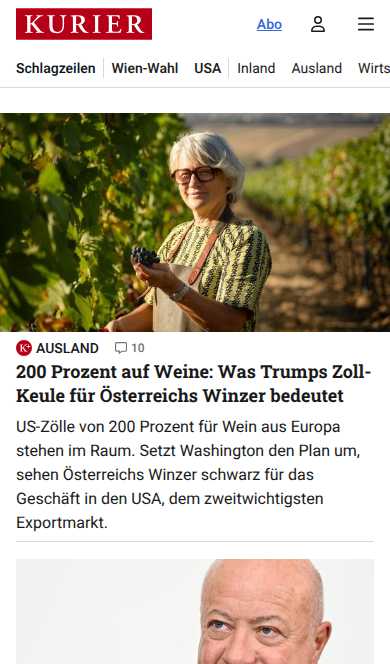 KURIER
Abo
Schlagzeilen Wien-Wahl USA Inland Ausland Wirts
K+ AUSLAND 10
200 Prozent auf Weine: Was Trumps Zoll-
Keule für Österreichs Winzer bedeutet
US-Zölle von 200 Prozent für Wein aus Europa
stehen im Raum. Setzt Washington den Plan um,
sehen Österreichs Winzer schwarz für das
Geschäft in den USA, dem zweitwichtigsten
Exportmarkt.